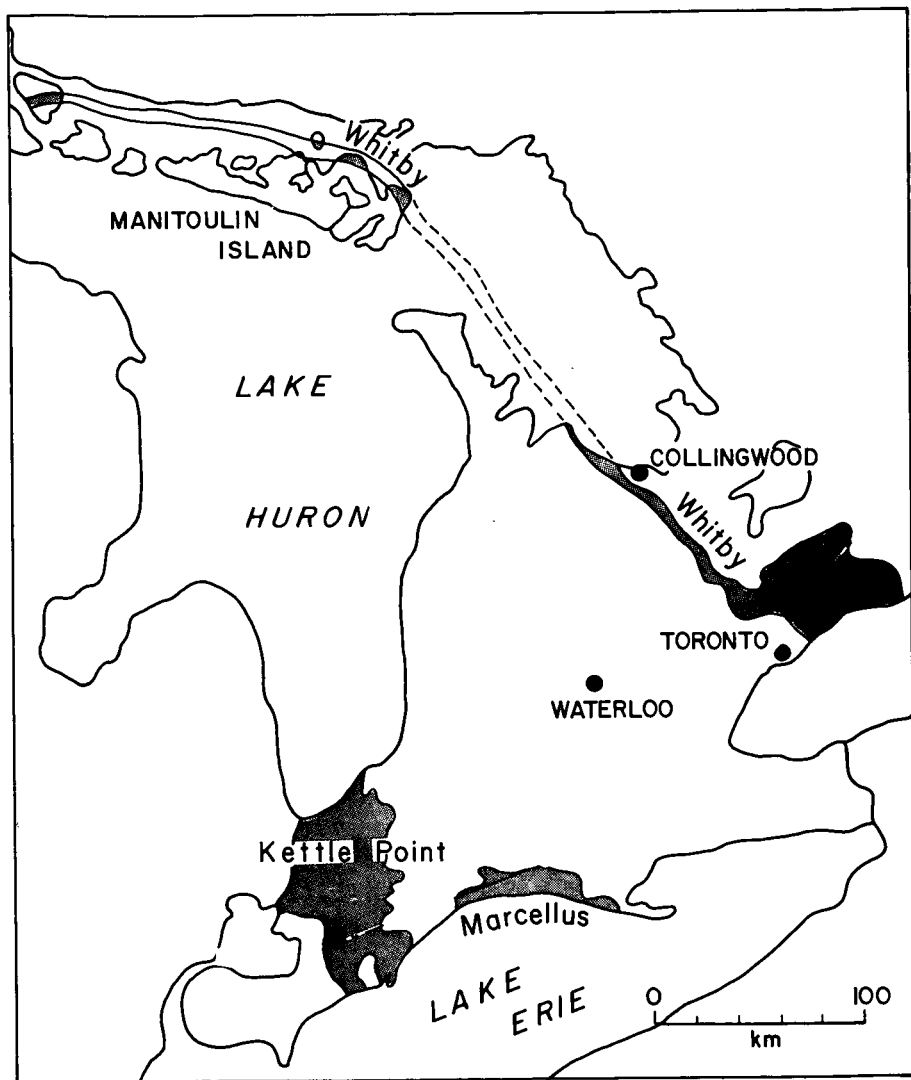 Whitby
MANITOULIN
ISLAND
LAKE
HURON
COLLINGWOOD
Whitby
TORONTO
WATERLOO
Kettle Point
Marcellus
LAKE
ERIE
0 100
km